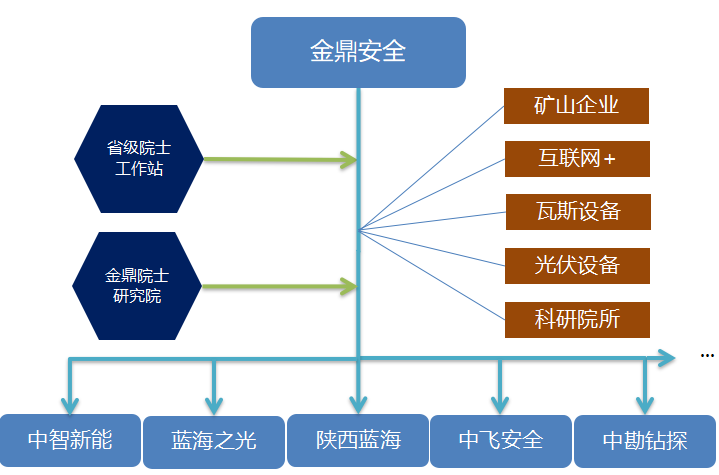 金鼎安全
省级院士
工作站
金鼎院士
研究院
矿山企业
互联网+
瓦斯设备
光伏设备
科研院所
...
中智新能
蓝海之光
陕西蓝海
中飞安全
中勘钻探